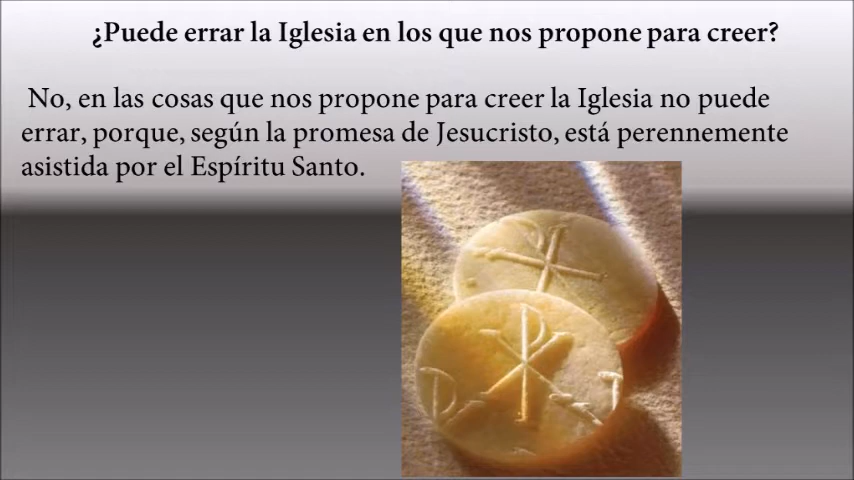 ¿Puede errar la Iglesia en los que nos propone para creer?
No, en las cosas que nos propone para creer la Iglesia no puede
errar, porque, según la promesa de Jesucristo, está perennemente
asistida por el Espíritu Santo.